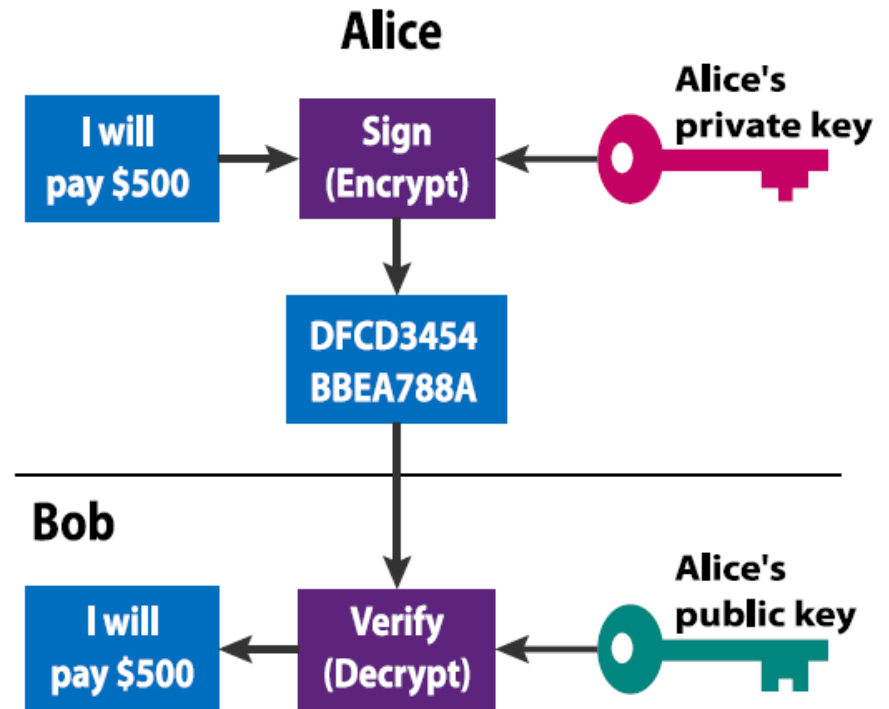 Alice
I will
pay $500
Sign
(Encrypt)
Alice's
private key
DFCD3454
BBEA788A
Bob
I will
pay $500
Verify
(Decrypt)
Alice's
public key